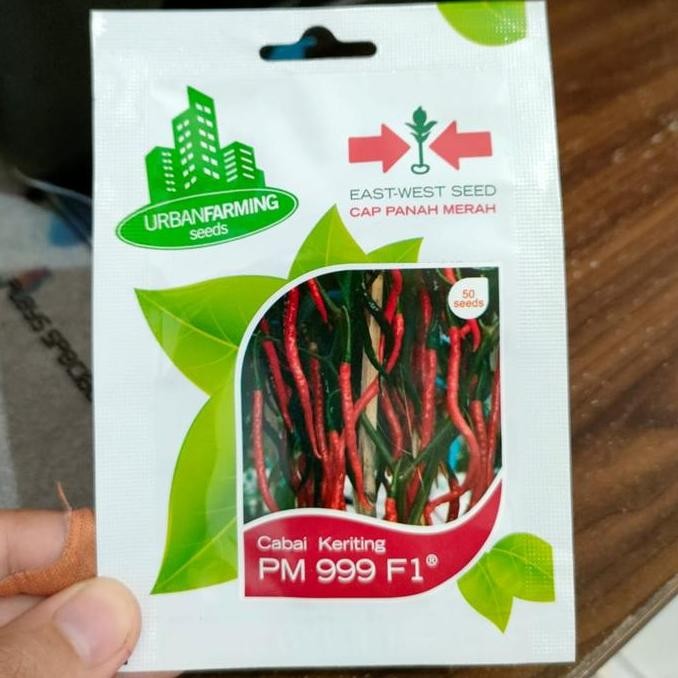 URBANFARMING
seeds
EAST-WEST SEED
CAP PANAH MERAH
50
seeds
Cabai Keriting
PM 999 F1®